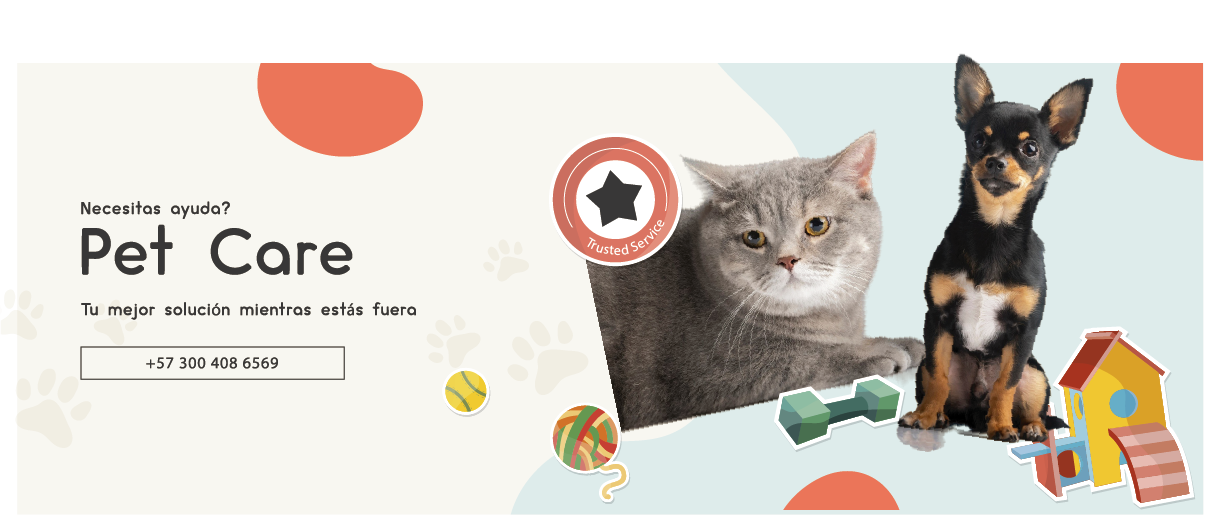 Necesitas ayuda?
Pet Care
Tu mejor solución mientras estás fuera
+57 300 408 6569
Trusted Service